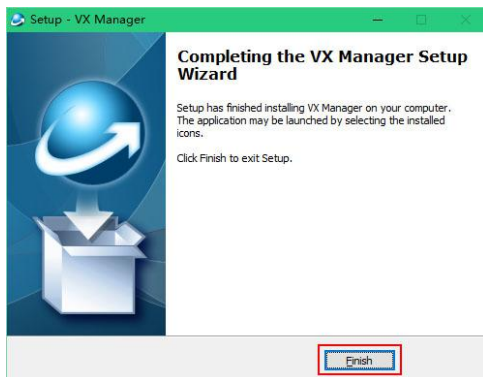 Setup - VX Manager
Completing the VX Manager Setup
Wizard
Setup has finished installing VX Manager on your computer.
The application may be launched by selecting the installed
icons.
Click Finish to exit Setup.
Finish